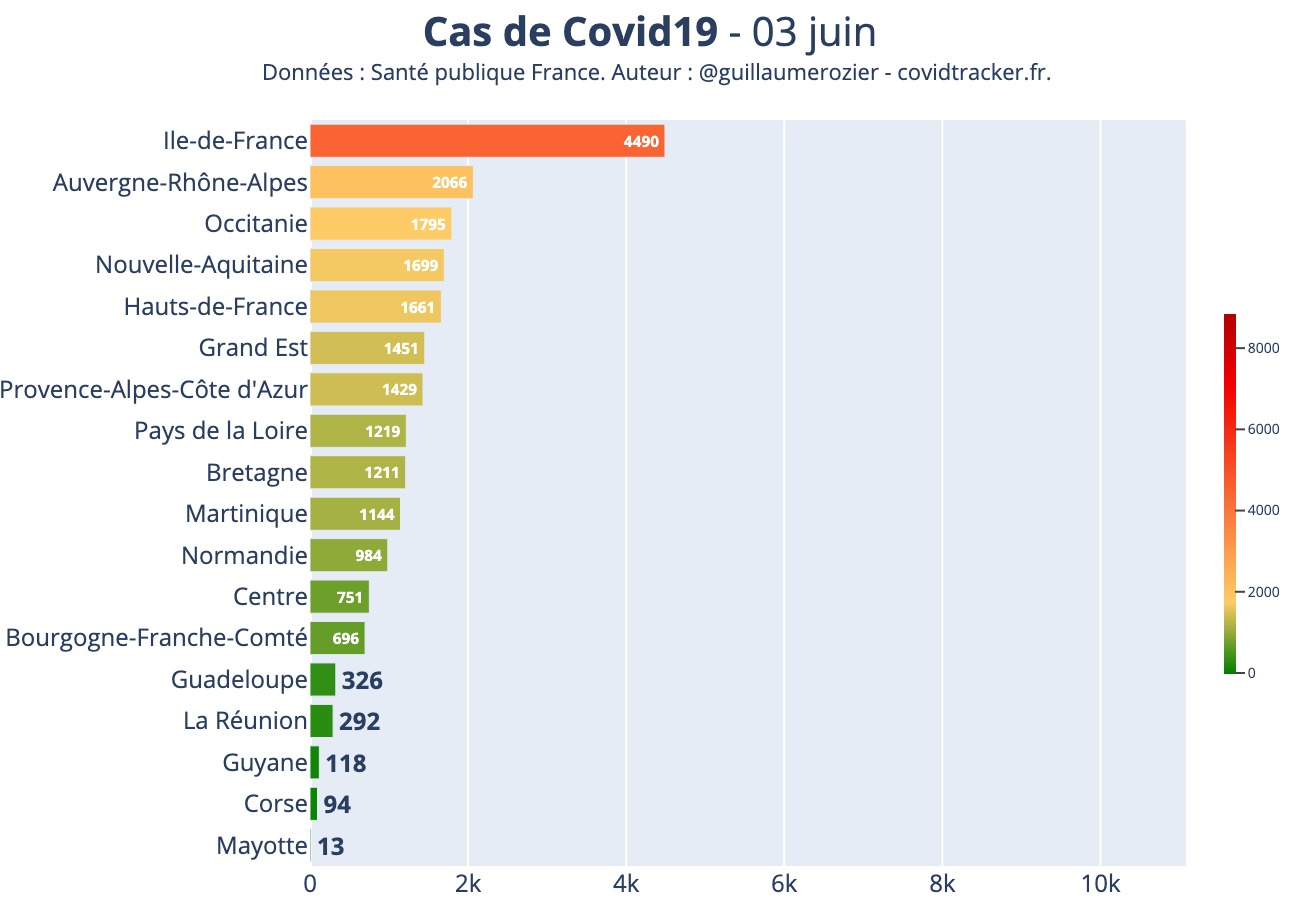 Cas de Covid19 - 03 juin
Données : Santé publique France. Auteur : @guillaumerozier - covidtracker.fr.
Ile-de-France 4490
Auvergne-Rhône-Alpes 2066
Occitanie 1795
Nouvelle-Aquitaine 1699
Hauts-de-France 1661
Grand Est 1451
Provence-Alpes-Côte d'Azur 1429
Pays de la Loire 1219
Bretagne 1211
Martinique 1144
Normandie 984
Centre 751
Bourgogne-Franche-Comté 696
Guadeloupe 326
La Réunion 292
Guyane 118
Corse 94
Mayotte 13
0 2k 4k 6k 8k 10k
8000
6000
4000
2000
0